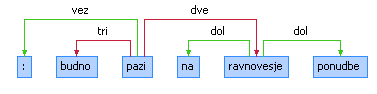 vez dve
tri dol dol
: budno pazi na ravnovesje ponudbe